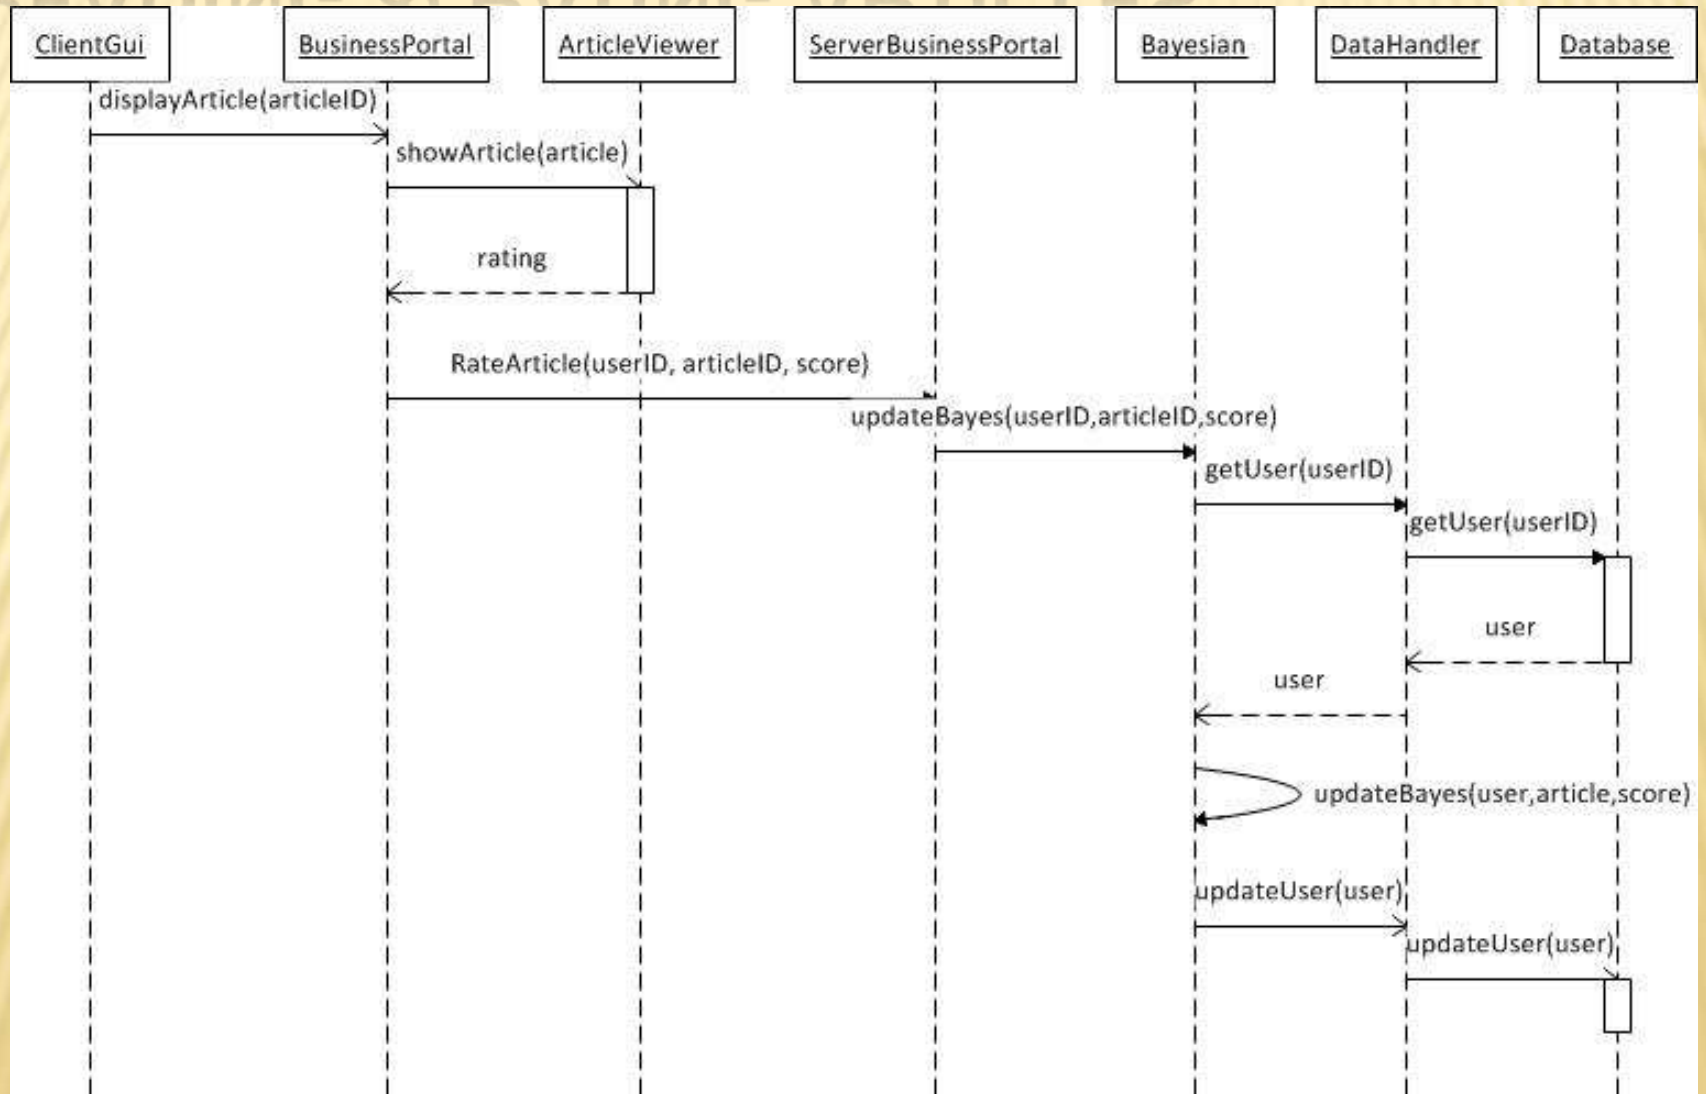 ClientGui
BusinessPortal
ArticleViewer
ServerBusinessPortal
Bayesian
DataHandler
Database
displayArticle(articleID)
showArticle(article)
rating
RateArticle(userID, articleID, score)
updateBayes(userID,articleID,score)
getUser(userID)
getUser(userID)
user
user
updateBayes(user,article,score)
updateUser(user)
updateUser(user)